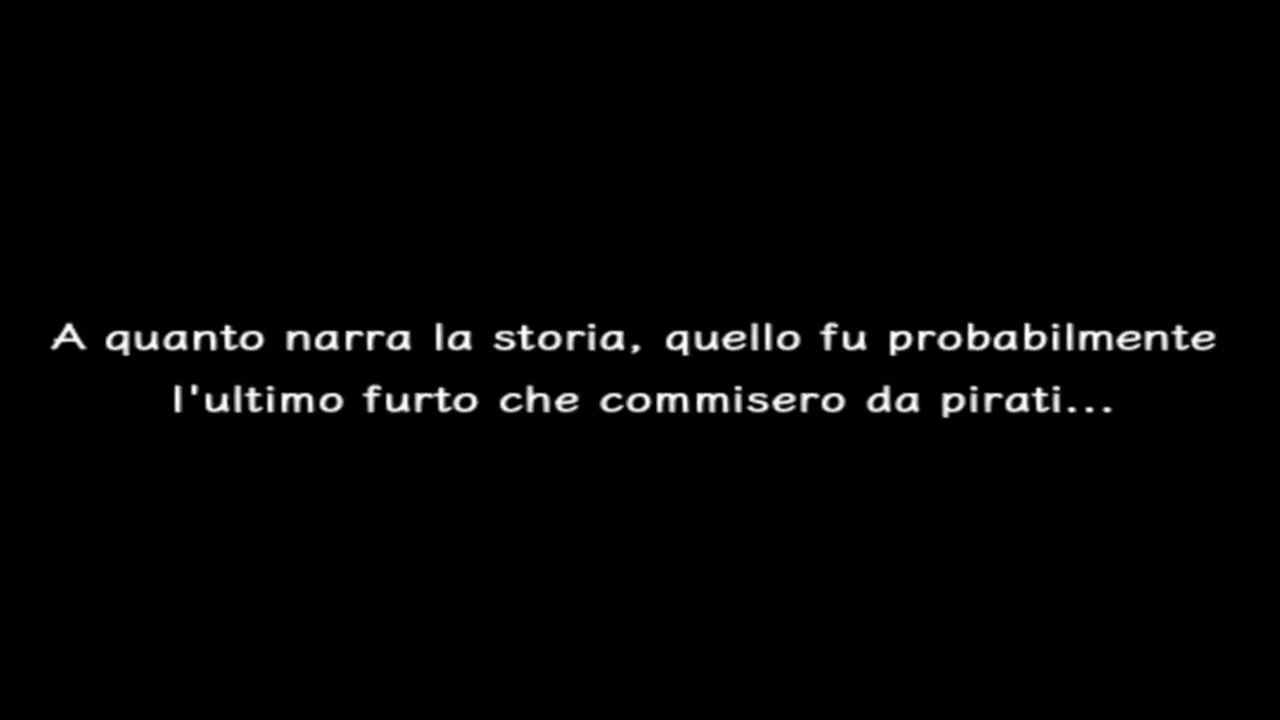 A quanto narra la storia, quello fu probabilmente
l'ultimo furto che commisero da pirati...